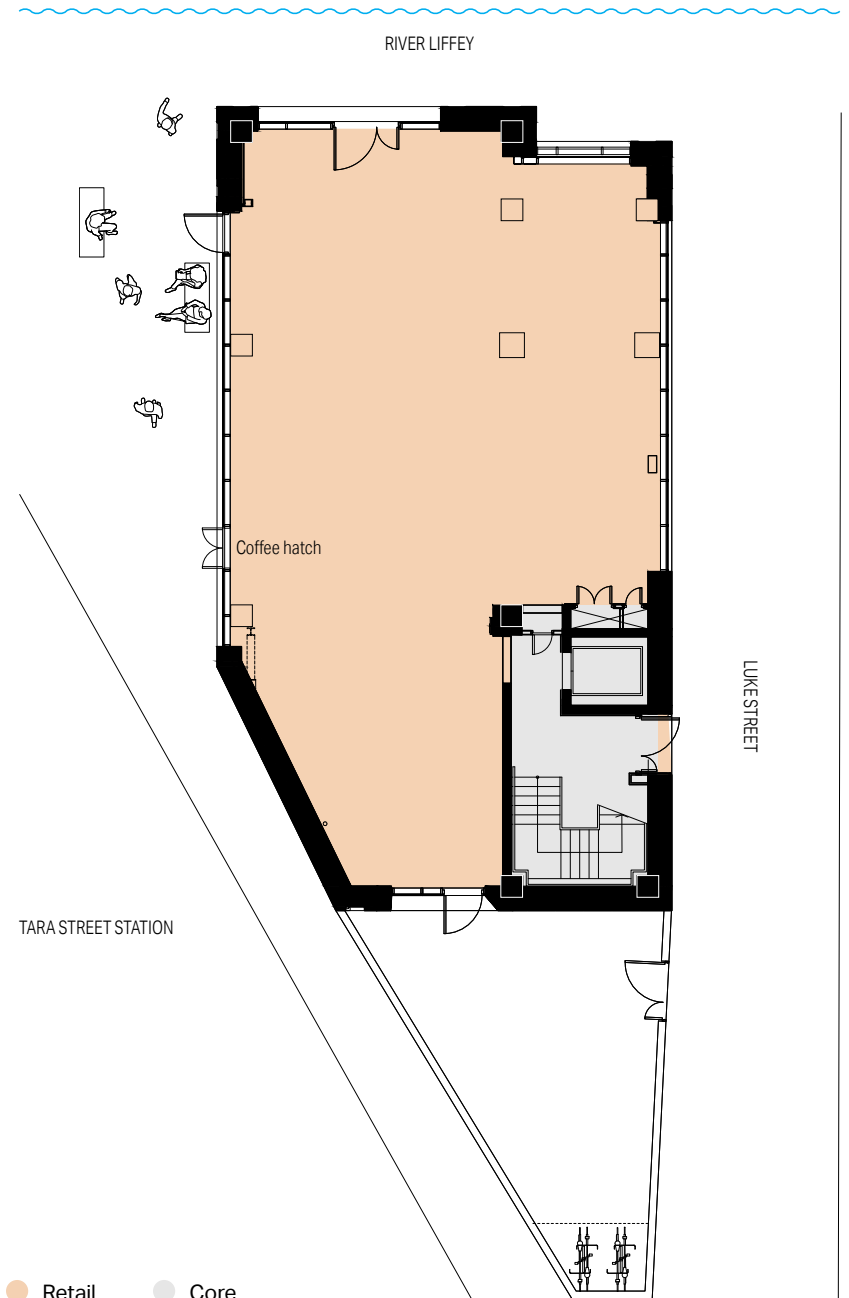 RIVER LIFFEY
Coffee hatch
LUKE STREET
TARA STREET STATION
Retail
Core